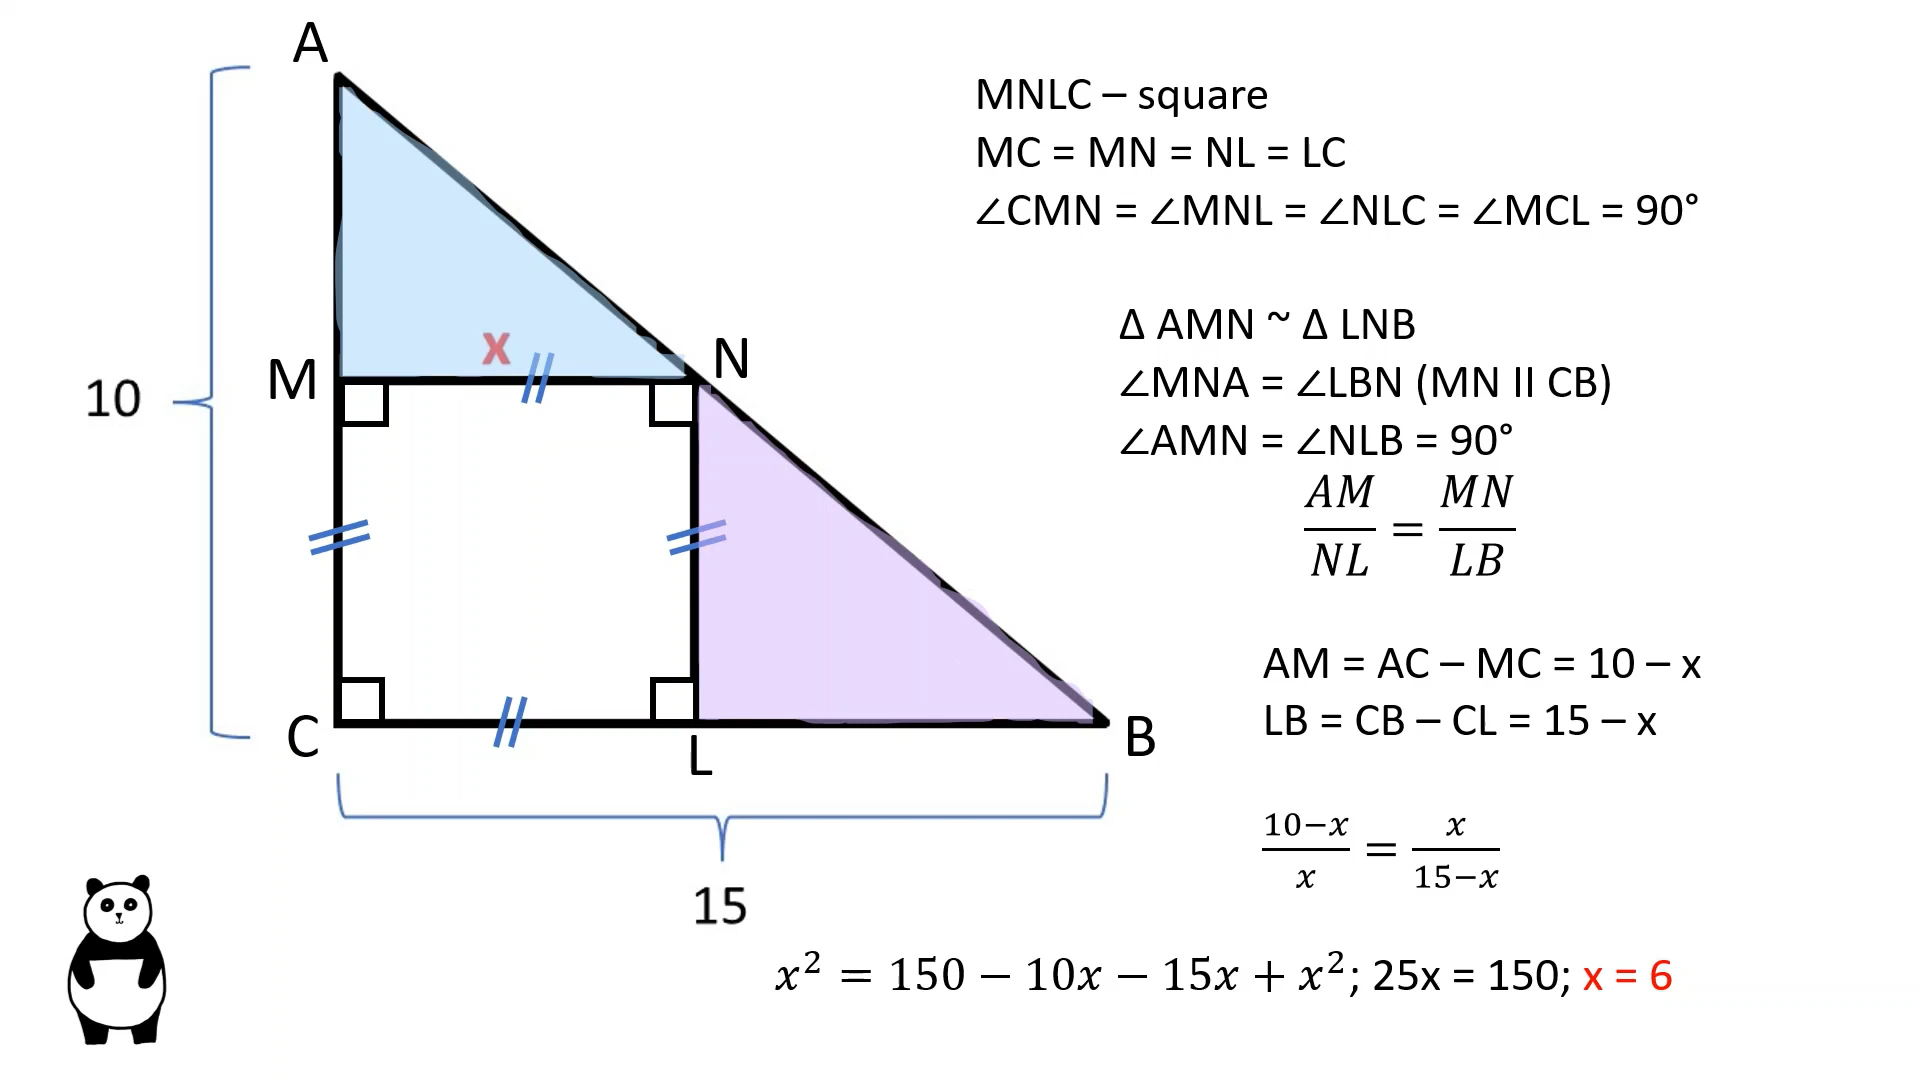 A
MNLC – square
MC = MN = NL = LC
∠CMN = ∠MNL = ∠NLC = ∠MCL = 90°
Δ AMN ~ Δ LNB
x
N
M
10
∠MNA = ∠LBN (MN II CB)
∠AMN = ∠NLB = 90°
AM/NL = MN/LB
AM = AC – MC = 10 – x
LB = CB – CL = 15 – x
C
L
B
10−x/x = x/15−x
15
x² = 150 − 10x − 15x + x²; 25x = 150; x = 6